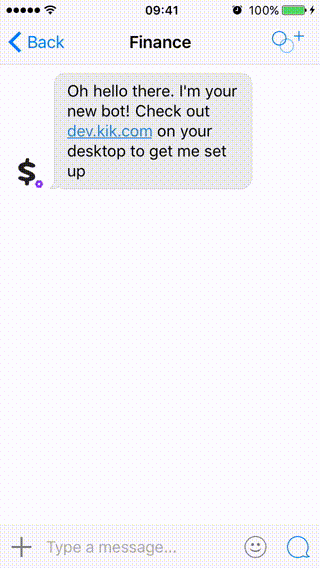 09:41
100%
Back
Finance
Oh hello there. I'm your
new bot! Check out
dev.kik.com on your
desktop to get me set
up
$
Type a message...